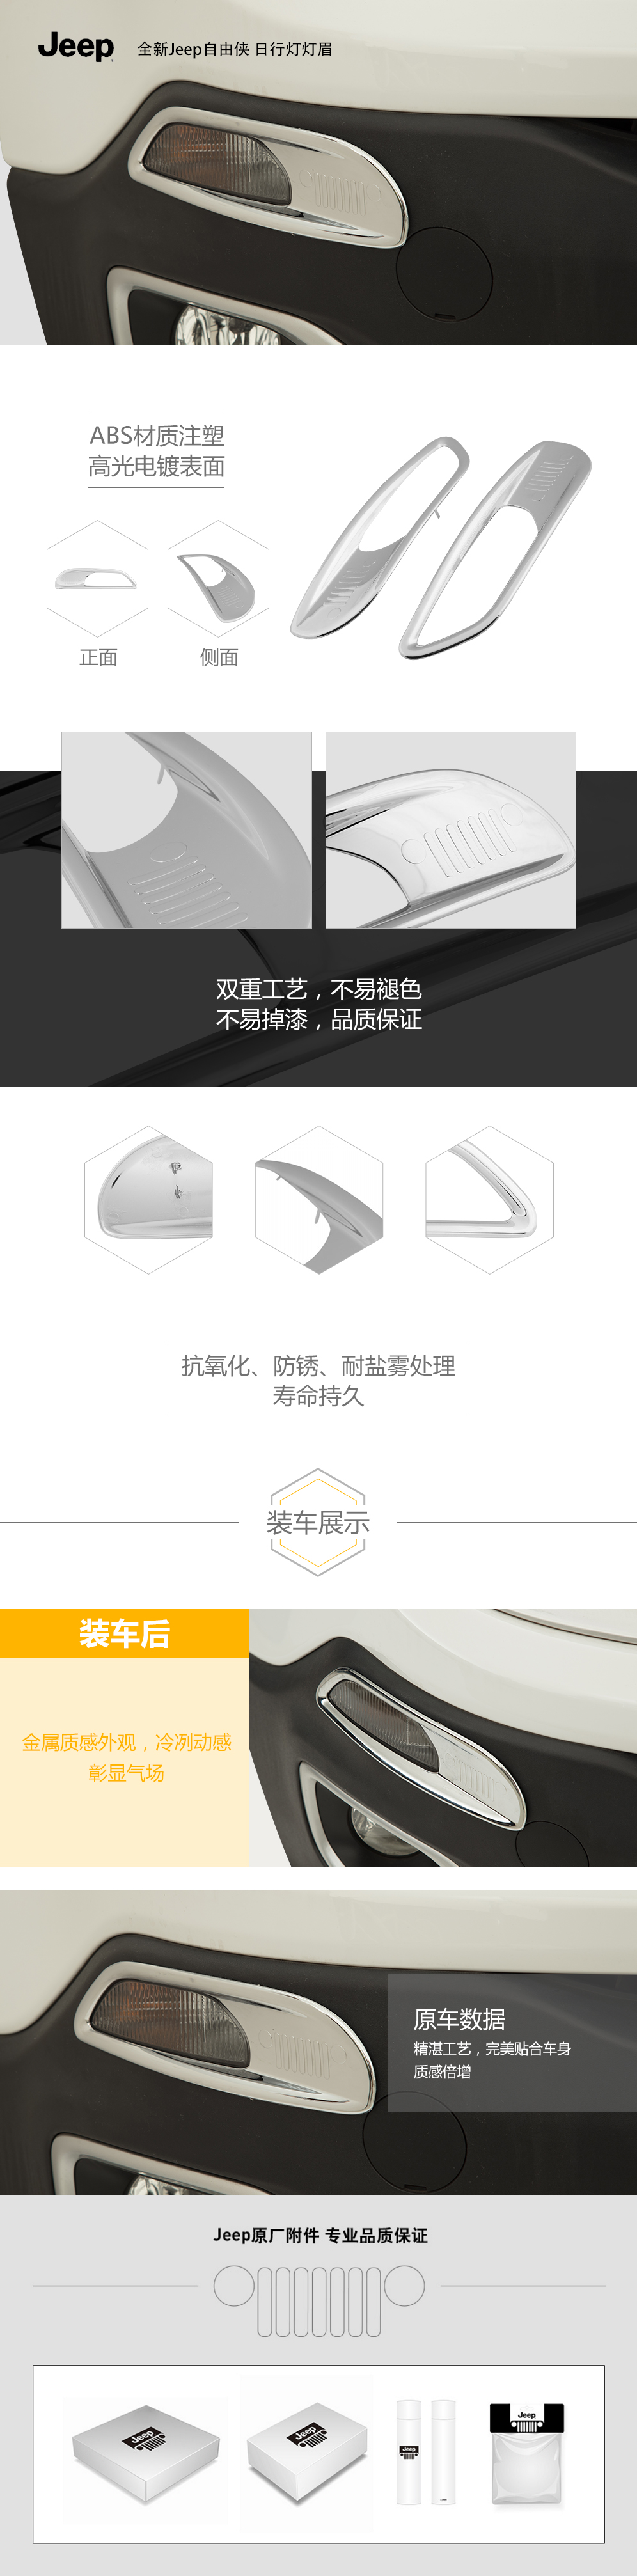 Jeep
全新Jeep自由侠 日行灯灯眉
ABS材质注塑
高光电镀表面
正面
侧面
双重工艺，不易褪色
不易掉漆，品质保证
抗氧化、防锈、耐盐雾处理
寿命持久
装车展示
装车后
金属质感外观，冷冽动感
彰显气场
原车数据
精湛工艺，完美贴合车身
质感倍增
Jeep原厂附件 专业品质保证
Jeep
Jeep
Jeep
Jeep